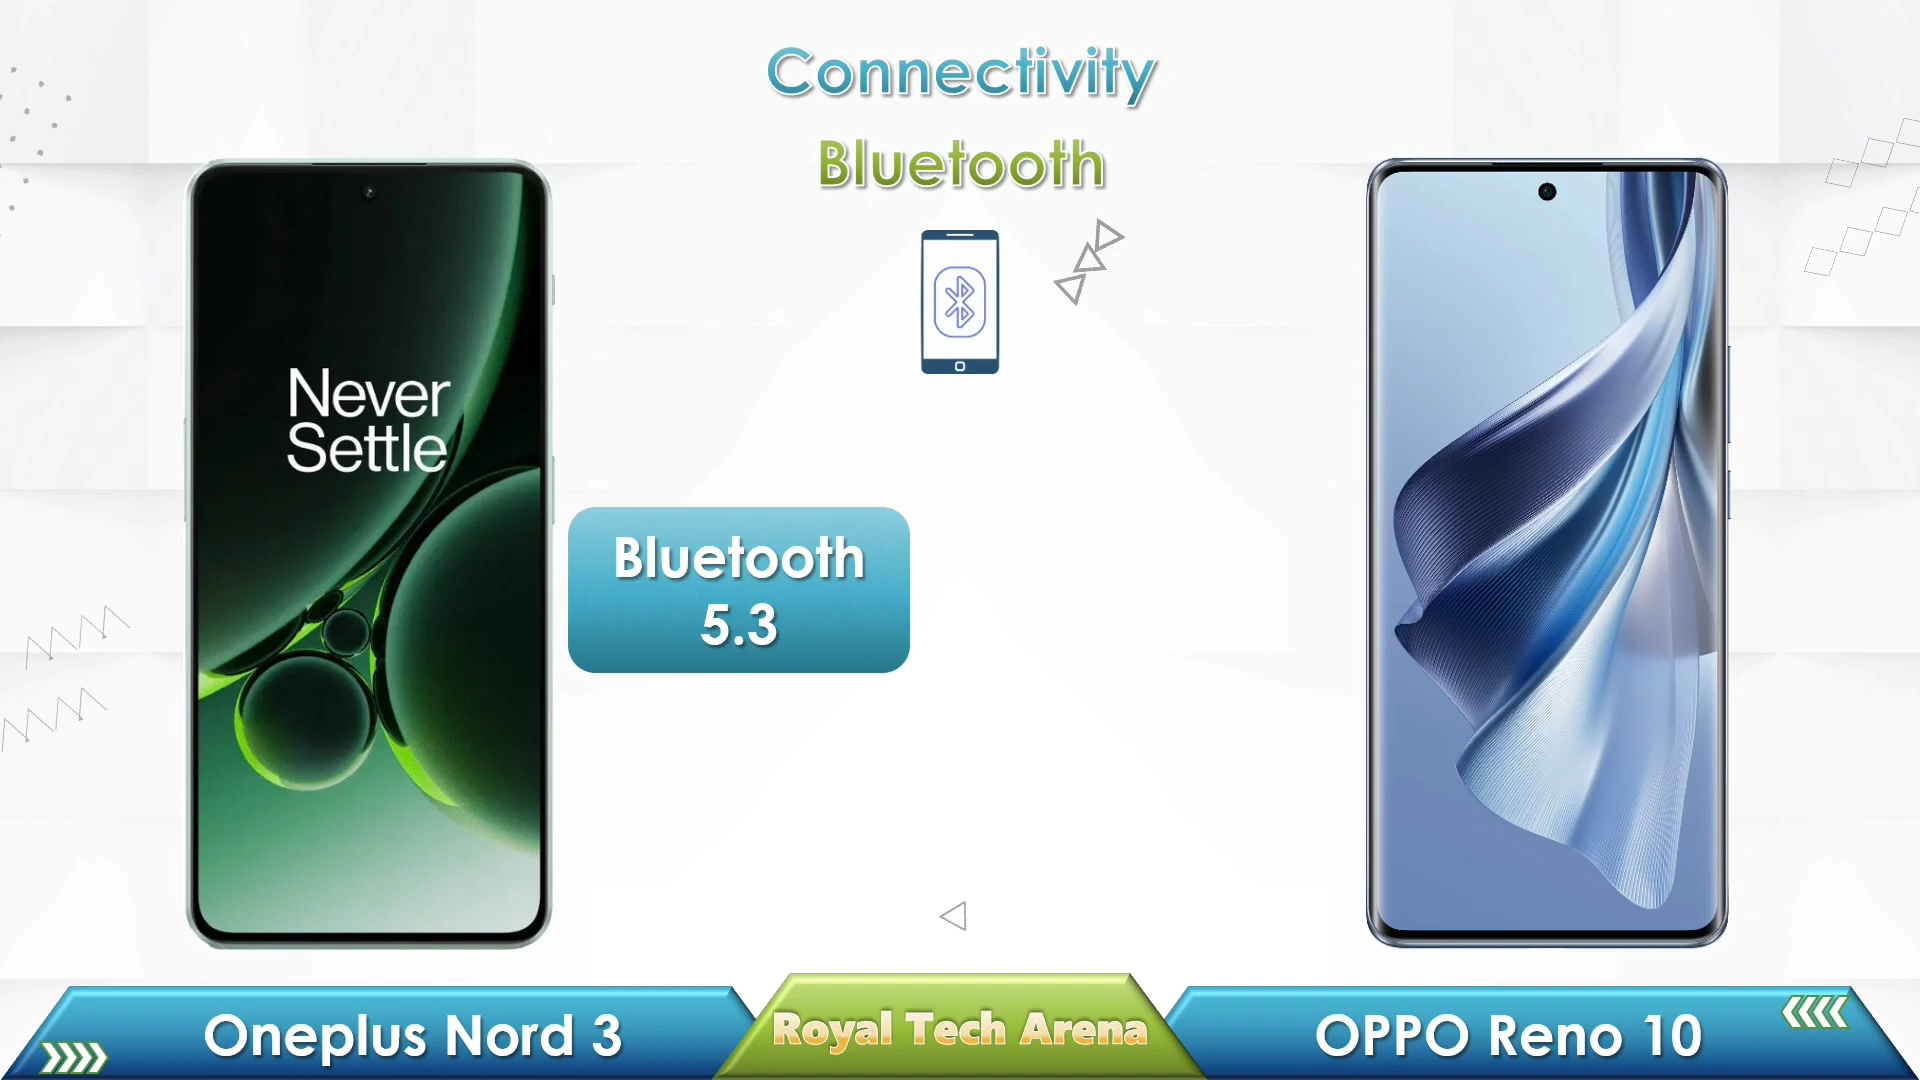 Connectivity
Bluetooth
Never
Settle
Bluetooth
5.3
Oneplus Nord 3
Royal Tech Arena
OPPO Reno 10